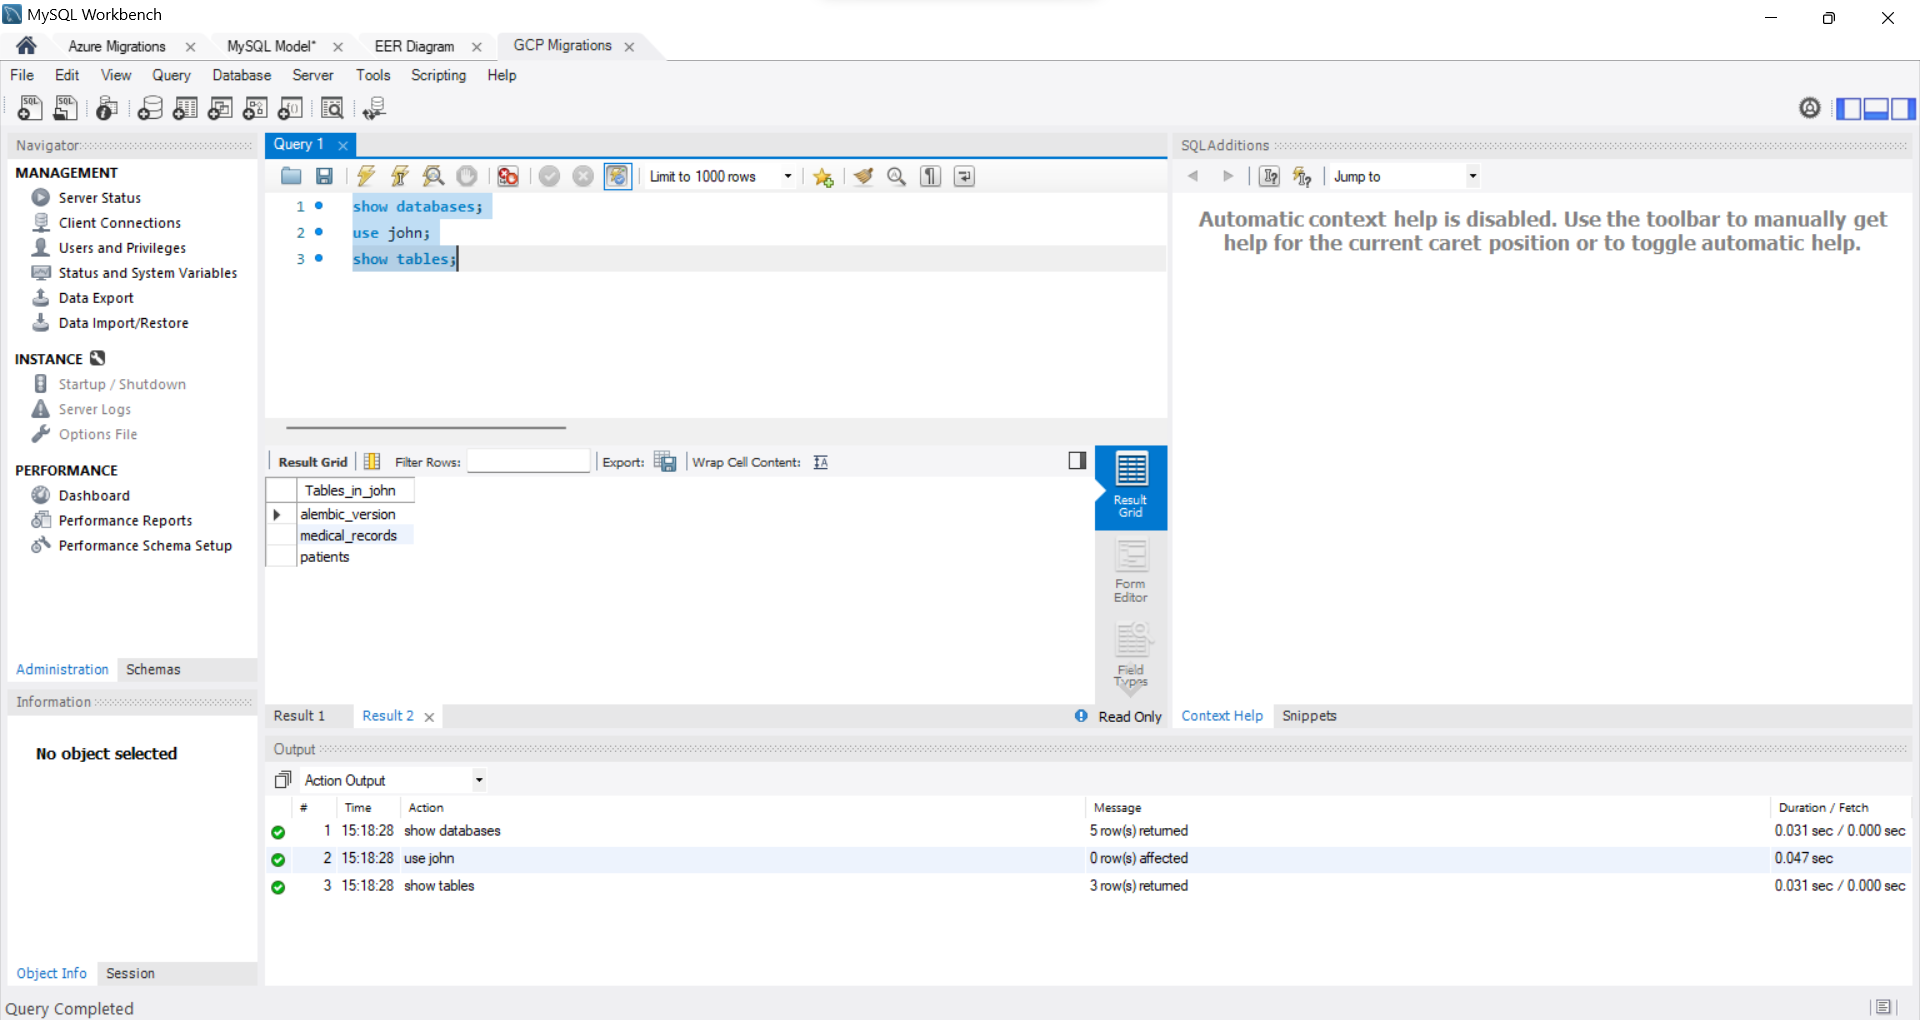 MySQL Workbench
Azure Migrations
MySQL Model*
EER Diagram
GCP Migrations
File Edit View Query Database Server Tools Scripting Help
Navigator
MANAGEMENT
Server Status
Client Connections
Users and Privileges
Status and System Variables
Data Export
Data Import/Restore
INSTANCE
Startup / Shutdown
Server Logs
Options File
PERFORMANCE
Dashboard
Performance Reports
Performance Schema Setup
Administration Schemas
Information
No object selected
Object Info Session
Query 1
Limit to 1000 rows
1 show databases;
2 use john;
3 show tables;
Result Grid Filter Rows: Export: Wrap Cell Content:
Tables_in_john
alembic_version
medical_records
patients
Result
Grid
Form
Editor
Field
Types
Result 1 Result 2 Read Only
SQLAdditions
Jump to
Automatic context help is disabled. Use the toolbar to manually get
help for the current caret position or to toggle automatic help.
Context Help Snippets
Output
Action Output
# Time Action Message Duration / Fetch
1 15:18:28 show databases 5 row(s) returned 0.031 sec / 0.000 sec
2 15:18:28 use john 0 row(s) affected 0.047 sec
3 15:18:28 show tables 3 row(s) returned 0.031 sec / 0.000 sec
Query Completed